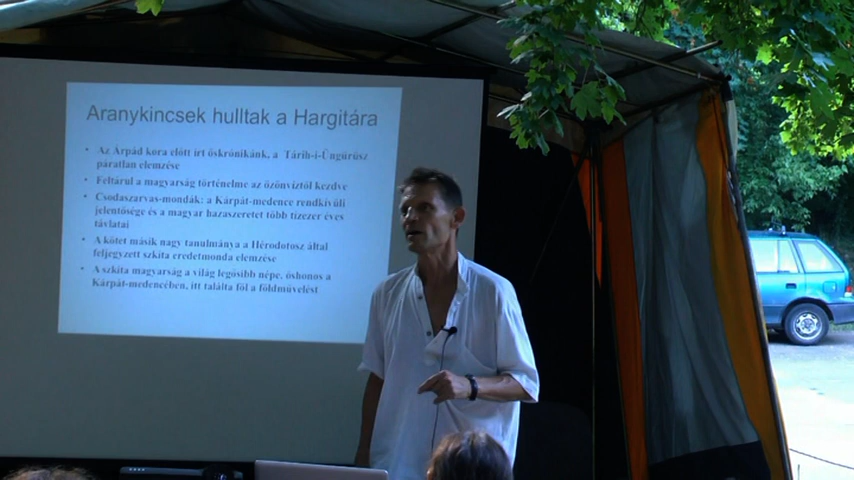 Aranykincsek hulltak a Hargitára
• Az Árpád kora előtt írt őskrónikánk, a Tárih-i-Üngürüsz
páratlan elemzése
• Feltárul a magyarság történelme az özönvíztől kezdve
• Csodaszarvas-mondák: a Kárpát-medence rendkívüli
jelentősége és a magyar hazaszeretet több tízezer éves
távlatai
• A kötet másik nagy tanulmánya a Hérodotosz által
feljegyzett szkíta eredetmonda elemzése
• A szkíta magyarság a világ legősibb népe, őshonos a
Kárpát-medencében, itt találta föl a földművelést